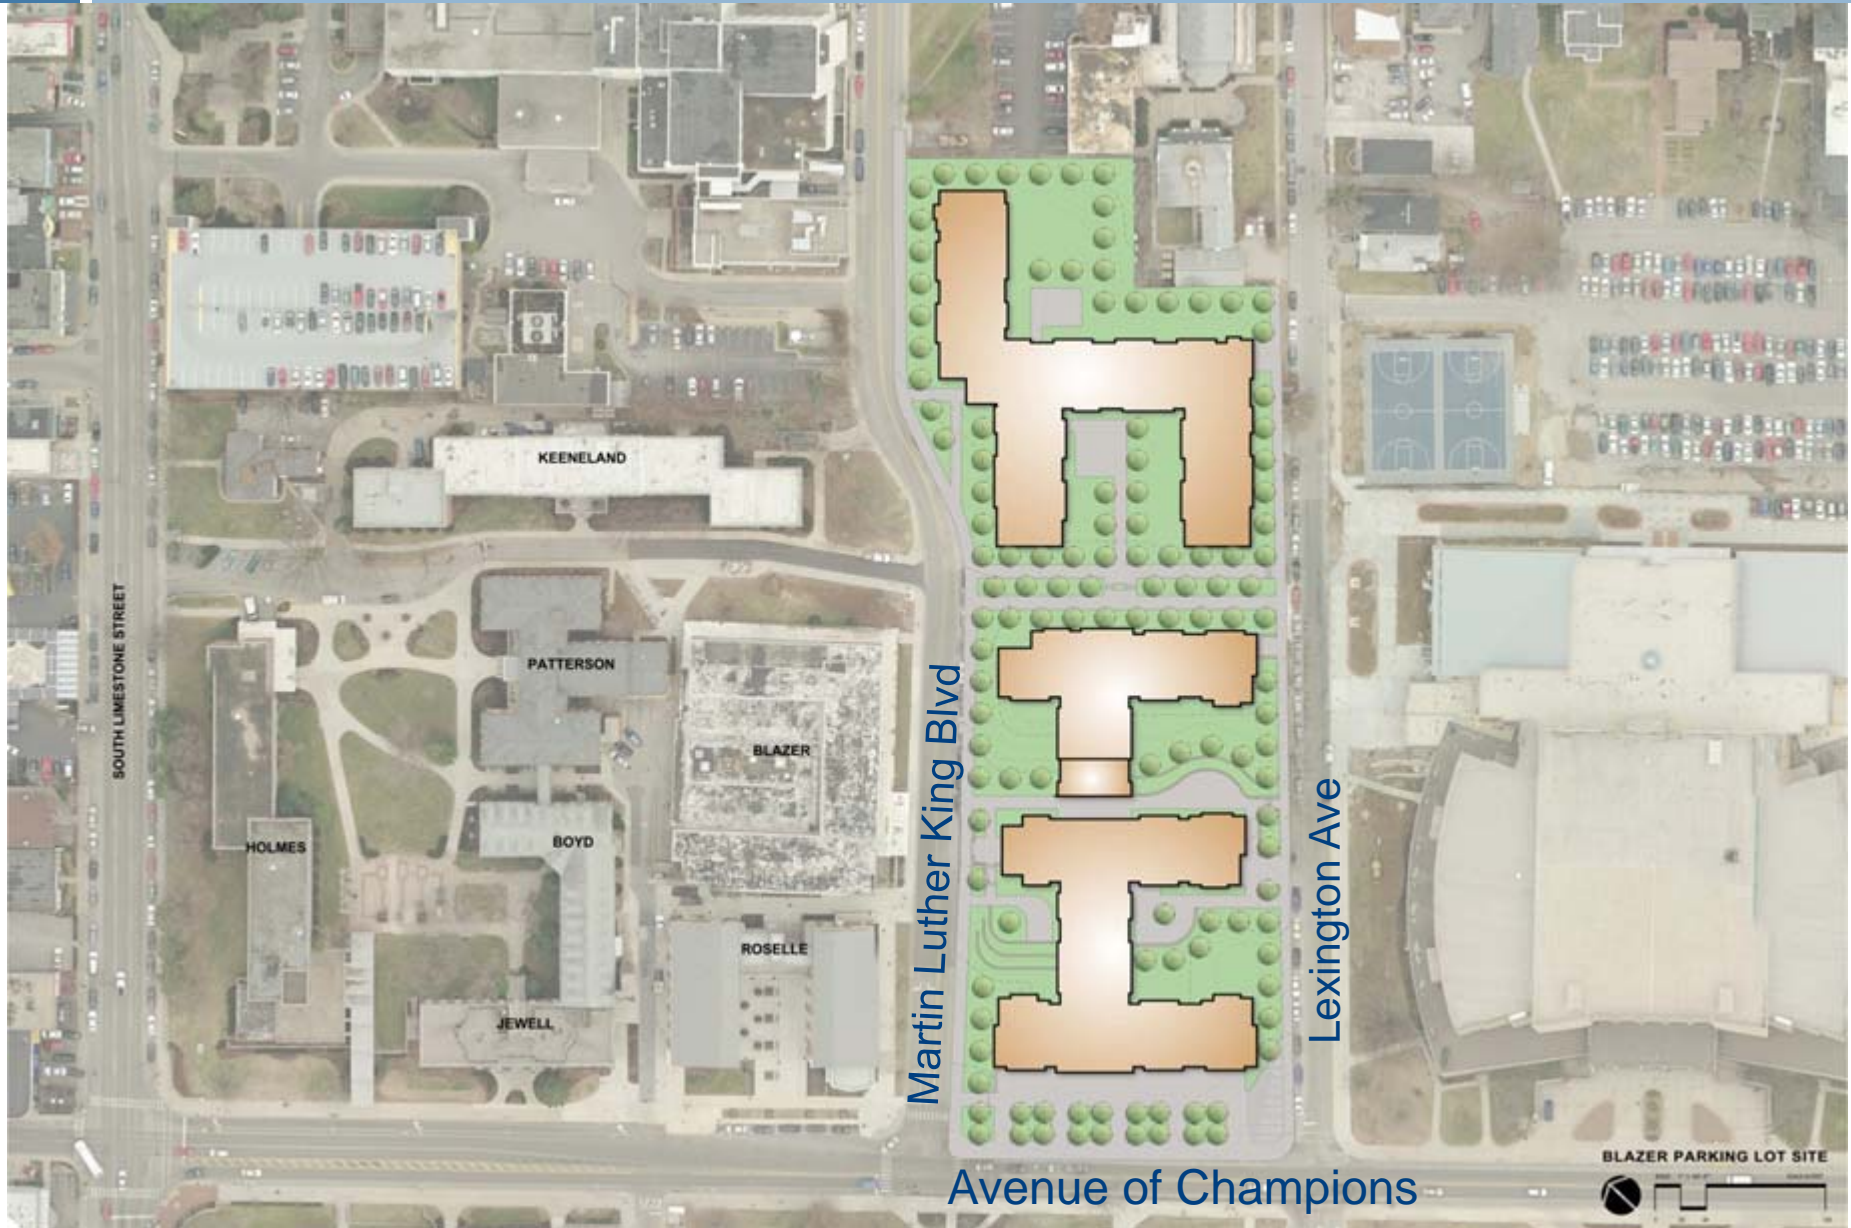 KEENELAND
SOUTH LIMESTONE STREET
PATTERSON
BLAZER
HOLMES
BOYD
ROSELLE
JEWELL
Martin Luther King Blvd
Lexington Ave
BLAZER PARKING LOT SITE
Avenue of Champions